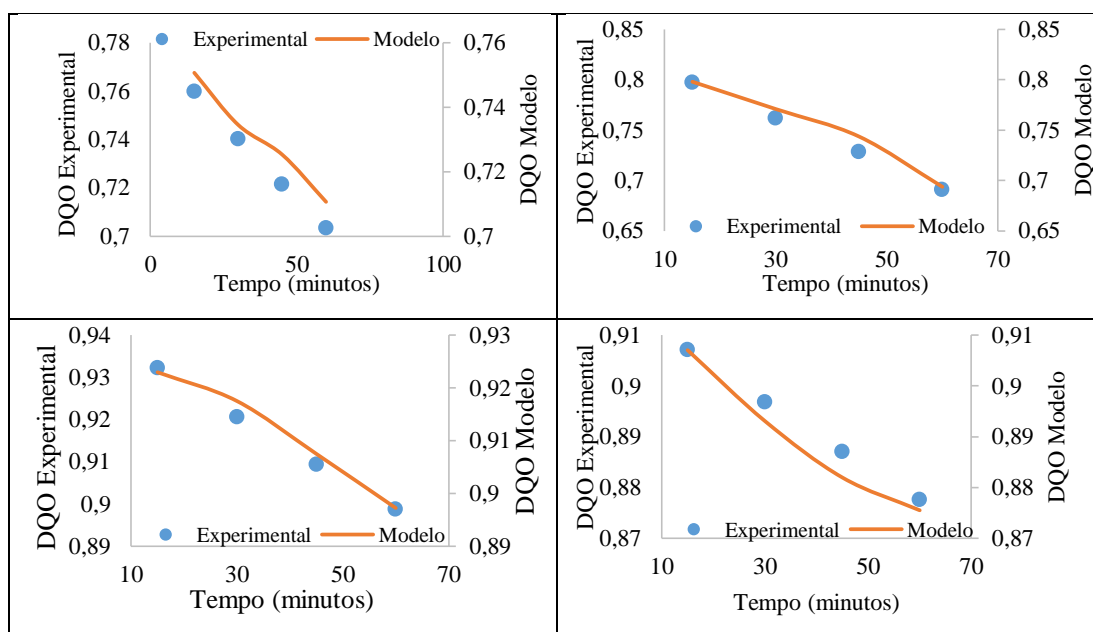 0,78
0,76
0,74
0,72
0,7
DQO Experimental
Experimental
Modelo
0,76
0,74
0,72
0,7
DQO Modelo
0
50
100
Tempo (minutos)
0,85
0,8
0,75
0,7
0,65
DQO Experimental
Experimental
Modelo
0,85
0,8
0,75
0,7
0,65
DQO Modelo
10
30
50
70
Tempo (minutos)
0,94
0,93
0,92
0,91
0,9
0,89
DQO Experimental
Experimental
Modelo
0,93
0,92
0,91
0,9
0,89
DQO Modelo
10
30
50
70
Tempo (minutos)
0,91
0,9
0,89
0,88
0,87
DQO Experimental
Experimental
Modelo
0,91
0,9
0,89
0,88
0,87
DQO Modelo
10
30
50
70
Tempo (minutos)